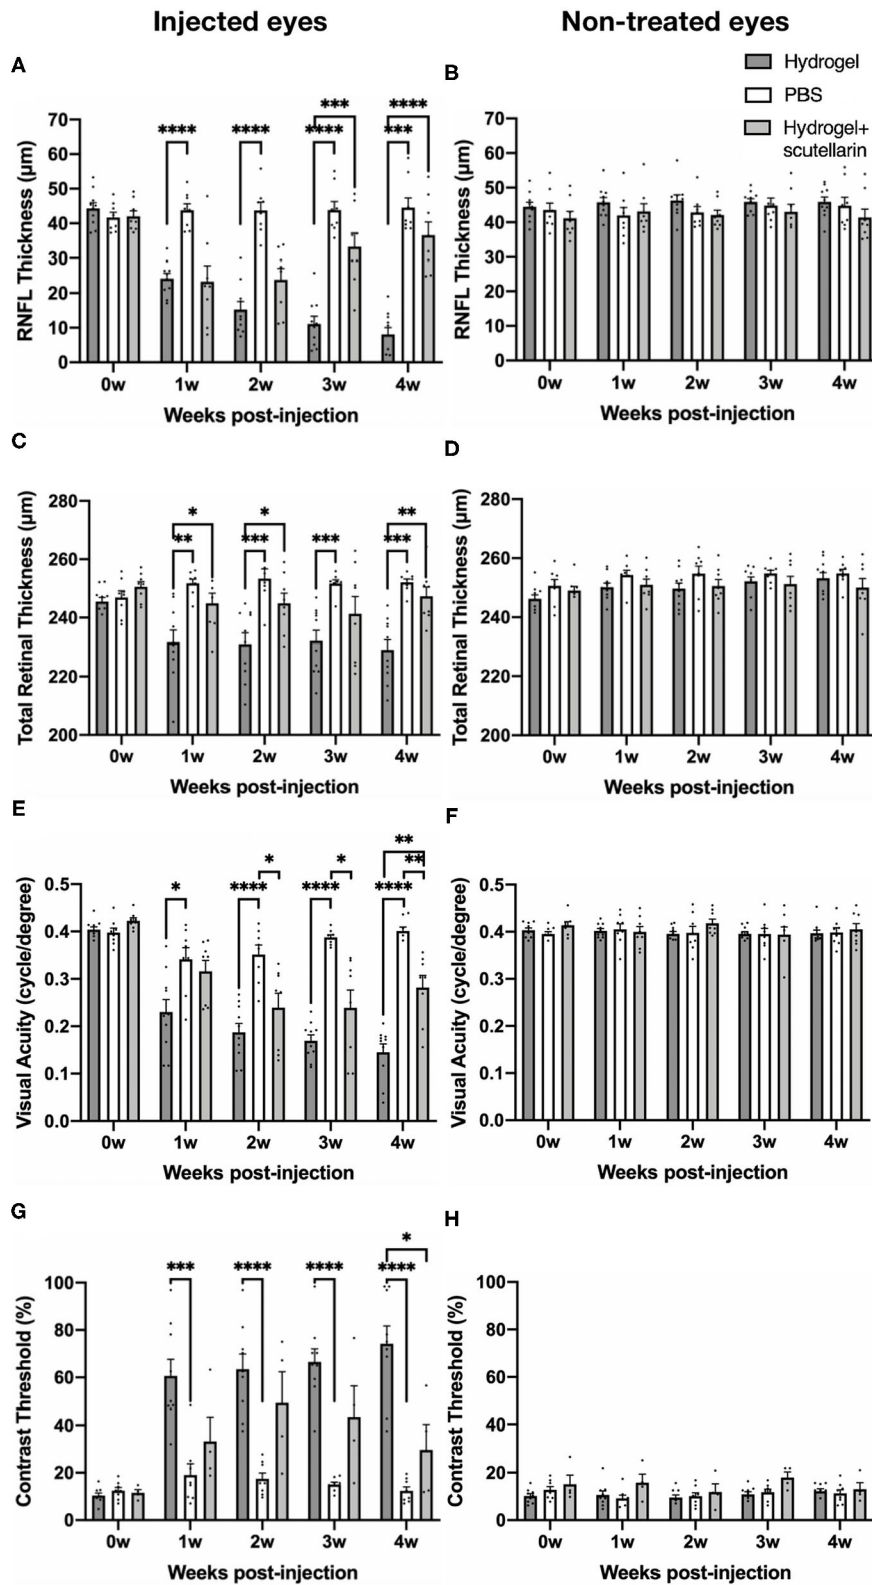 Injected eyes
Non-treated eyes
Hydrogel
PBS
Hydrogel+
scutellarin
A
RNFL Thickness (μm)
70
60
50
40
30
20
10
0
*** ****
**** **** **** ***
0w 1w 2w 3w 4w
Weeks post-injection
B
RNFL Thickness (μm)
70
60
50
40
30
20
10
0
0w 1w 2w 3w 4w
Weeks post-injection
C
Total Retinal Thickness (μm)
280
260
240
220
200
* * **
** *** *** ***
0w 1w 2w 3w 4w
Weeks post-injection
D
Total Retinal Thickness (μm)
280
260
240
220
200
0w 1w 2w 3w 4w
Weeks post-injection
E
Visual Acuity (cycle/degree)
0.5
0.4
0.3
0.2
0.1
0.0
**
* * **
* **** **** ****
0w 1w 2w 3w 4w
Weeks post-injection
F
Visual Acuity (cycle/degree)
0.5
0.4
0.3
0.2
0.1
0.0
0w 1w 2w 3w 4w
Weeks post-injection
G
Contrast Threshold (%)
100
80
60
40
20
0
*
*** **** **** ****
0w 1w 2w 3w 4w
Weeks post-injection
H
Contrast Threshold (%)
100
80
60
40
20
0
0w 1w 2w 3w 4w
Weeks post-injection